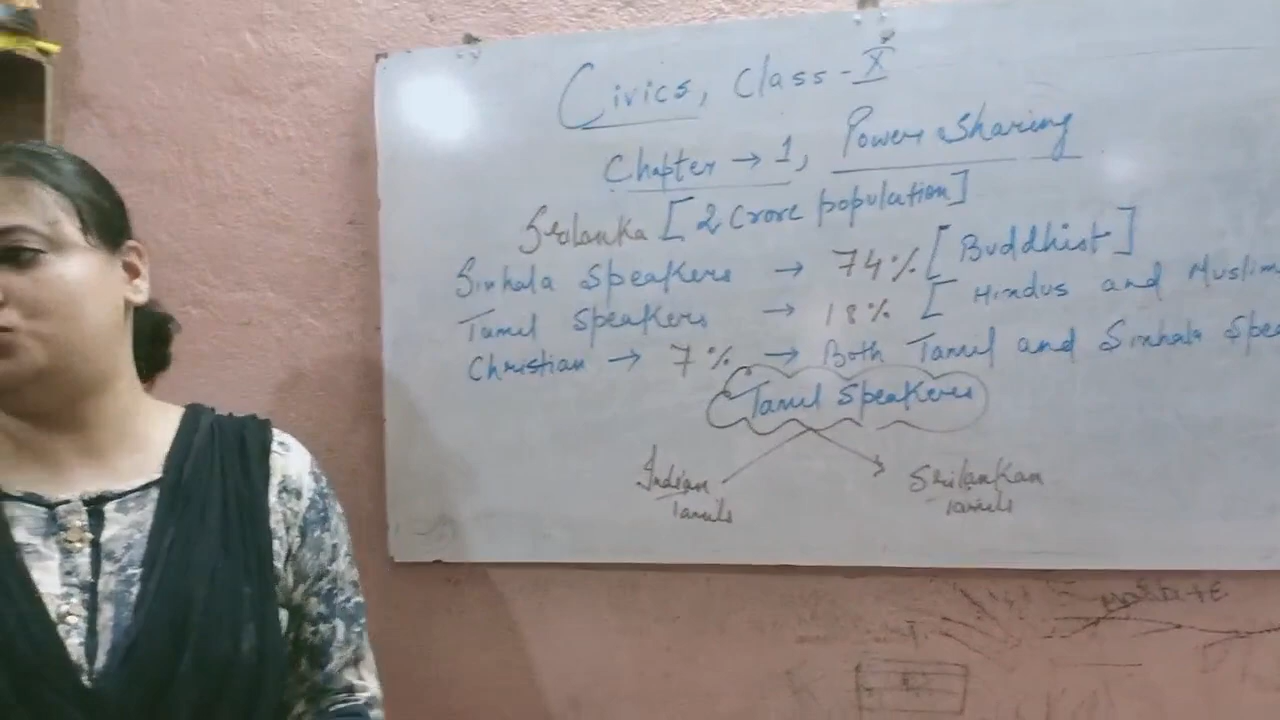 Civics, Class - X
Chapter → 1, Power Sharing
Srilanka [2 Crore population]
Sinhala Speakers → 74% [Buddhist]
Tamil Speakers → 18% [Hindus and Muslim
Christian → 7% → Both Tamil and Sinhala Spea
Tamil Speakers
Indian Tamils
Srilankan Tamils